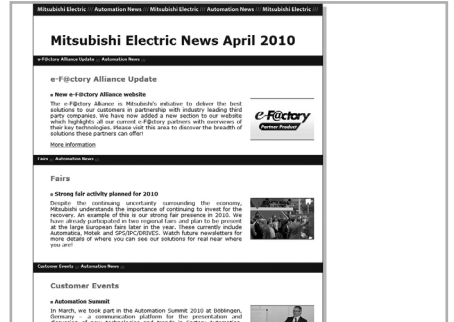 Mitsubishi Electric /// Automation News /// Mitsubishi Electric /// Automation News /// Mitsubishi Electric ///
Mitsubishi Electric News April 2010
e-F@ctory Alliance Update .:. Automation News .:.
e-F@ctory Alliance Update
New e-F@ctory Alliance website
The e-F@ctory Alliance is Mitsubishi's initiative to deliver the best
solutions to our customers in partnership with industry leading third
party companies. We have now added a new section to our website
which highlights all our current e-F@ctory partners with overviews of
their key technologies. Please visit this area to discover the breadth of
solutions these partners can offer!
More information
e-F@ctory
Partner Product
Fairs .:. Automation News .:.
Fairs
Strong fair activity planned for 2010
Despite the continuing uncertainty surrounding the economy,
Mitsubishi understands the importance of continuing to invest for the
recovery. An example of this is our strong fair presence in 2010. We
have already participated in two regional fairs and plan to be present
at the large European fairs later in the year. These currently include
Automatica, Motek and SPS/IPC/DRIVES. Watch future newsletters for
more details of where you can see our solutions for real near where
you are!
Customer Events .:. Automation News .:.
Customer Events
Automation Summit
In March, we took part in the Automation Summit 2010 at Böblingen,
Germany – a communication platform for the presentation and
discussion of new technologies and trends in factory automation